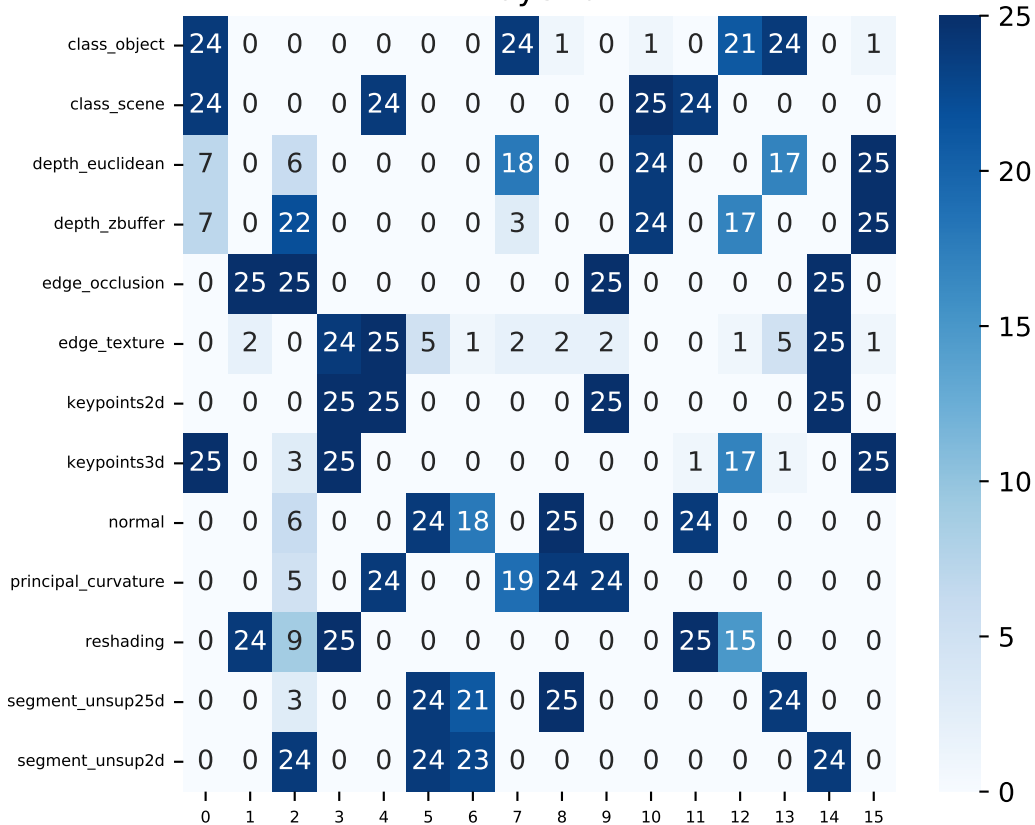 class_object 24 0 0 0 0 0 0 24 1 0 1 0 21 24 0 1
class_scene 24 0 0 0 24 0 0 0 0 0 25 24 0 0 0 0
depth_euclidean 7 0 6 0 0 0 0 18 0 0 24 0 0 17 0 25
depth_zbuffer 7 0 22 0 0 0 0 3 0 0 24 0 17 0 0 25
edge_occlusion 0 25 25 0 0 0 0 0 0 25 0 0 0 0 25 0
edge_texture 0 2 0 24 25 5 1 2 2 2 0 0 1 5 25 1
keypoints2d 0 0 0 25 25 0 0 0 0 25 0 0 0 0 25 0
keypoints3d 25 0 3 25 0 0 0 0 0 0 0 1 17 1 0 25
normal 0 0 6 0 0 24 18 0 25 0 0 24 0 0 0 0
principal_curvature 0 0 5 0 24 0 0 19 24 24 0 0 0 0 0 0
reshading 0 24 9 25 0 0 0 0 0 0 0 25 15 0 0 0
segment_unsup25d 0 0 3 0 0 24 21 0 25 0 0 0 0 24 0 0
segment_unsup2d 0 0 24 0 0 24 23 0 0 0 0 0 0 0 24 0
0 1 2 3 4 5 6 7 8 9 10 11 12 13 14 15
25
20
15
10
5
0